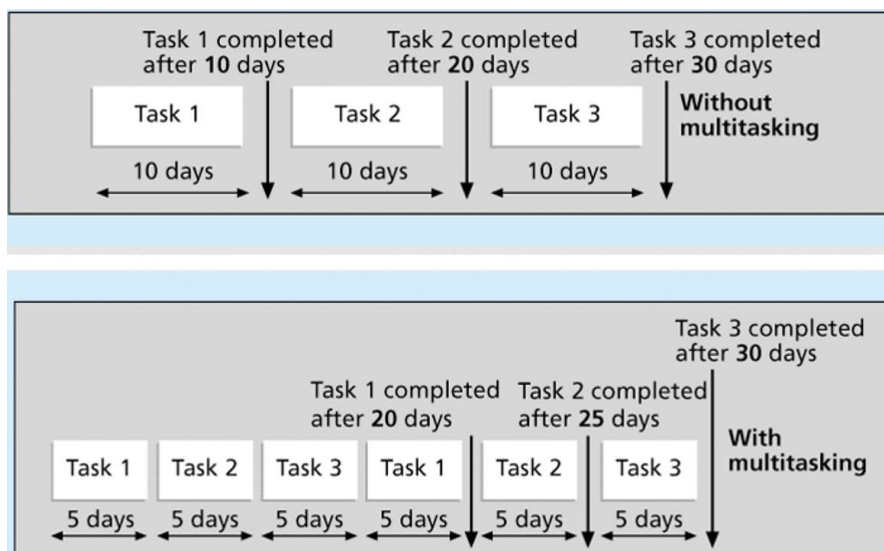 Task 1 completed
after 10 days
Task 2 completed
after 20 days
Task 3 completed
after 30 days
Task 1
Task 2
Task 3
Without
multitasking
10 days
10 days
10 days
Task 3 completed
after 30 days
Task 1 completed
after 20 days
Task 2 completed
after 25 days
With
multitasking
Task 1
Task 2
Task 3
Task 1
Task 2
Task 3
5 days
5 days
5 days
5 days
5 days
5 days